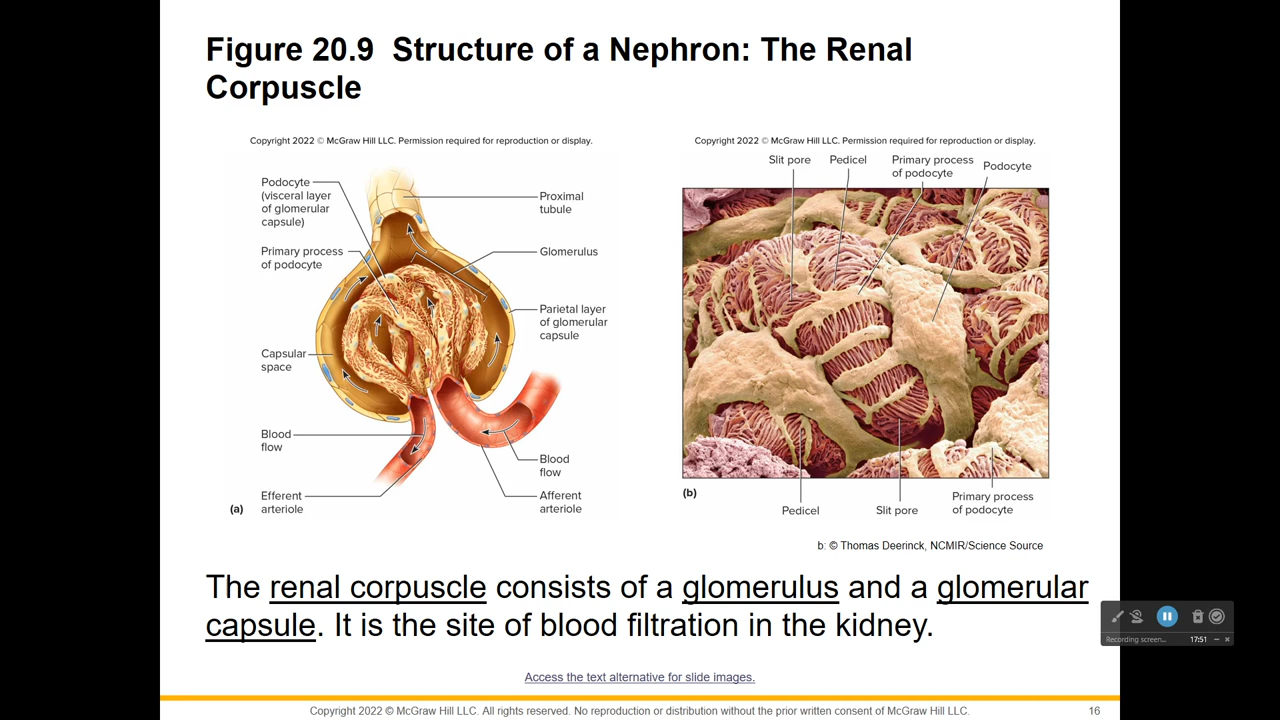 Figure 20.9  Structure of a Nephron: The Renal
Corpuscle
Copyright 2022 © McGraw Hill LLC. Permission required for reproduction or display.
Podocyte
(visceral layer
of glomerular
capsule)
Primary process
of podocyte
Capsular
space
Blood
flow
Efferent
arteriole
(a)
Proximal
tubule
Glomerulus
Parietal layer
of glomerular
capsule
Blood
flow
Afferent
arteriole
Copyright 2022 © McGraw Hill LLC. Permission required for reproduction or display.
Slit pore
Pedicel
Primary process
of podocyte
Podocyte
(b)
Pedicel
Slit pore
Primary process
of podocyte
b: © Thomas Deerinck, NCMIR/Science Source
The renal corpuscle consists of a glomerulus and a glomerular
capsule. It is the site of blood filtration in the kidney.
Recording screen... 17:51
Access the text alternative for slide images.
Copyright 2022 © McGraw Hill LLC. All rights reserved. No reproduction or distribution without the prior written consent of McGraw Hill LLC.
16